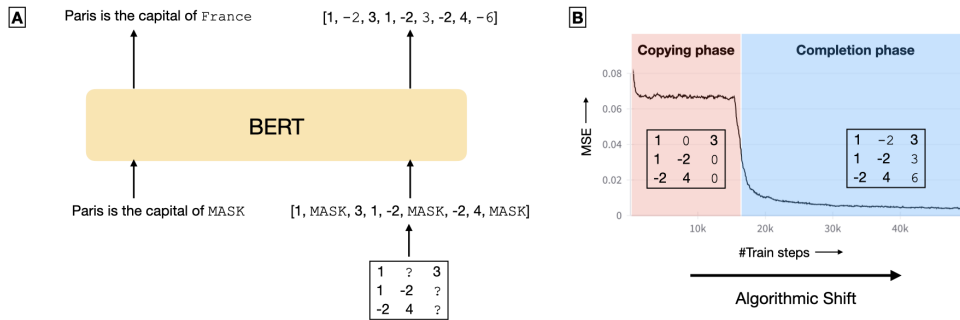 A
Paris is the capital of France
[1, -2, 3, 1, -2, 3, -2, 4, -6]
BERT
Paris is the capital of MASK
[1, MASK, 3, 1, -2, MASK, -2, 4, MASK]
1 ? 3
1 -2 ?
-2 4 ?
B
Copying phase
Completion phase
MSE
0.08
0.06
0.04
0.02
0
1 0 3
1 -2 0
-2 4 0
1 -2 3
1 -2 3
-2 4 6
10k
20k
30k
40k
#Train steps
Algorithmic Shift